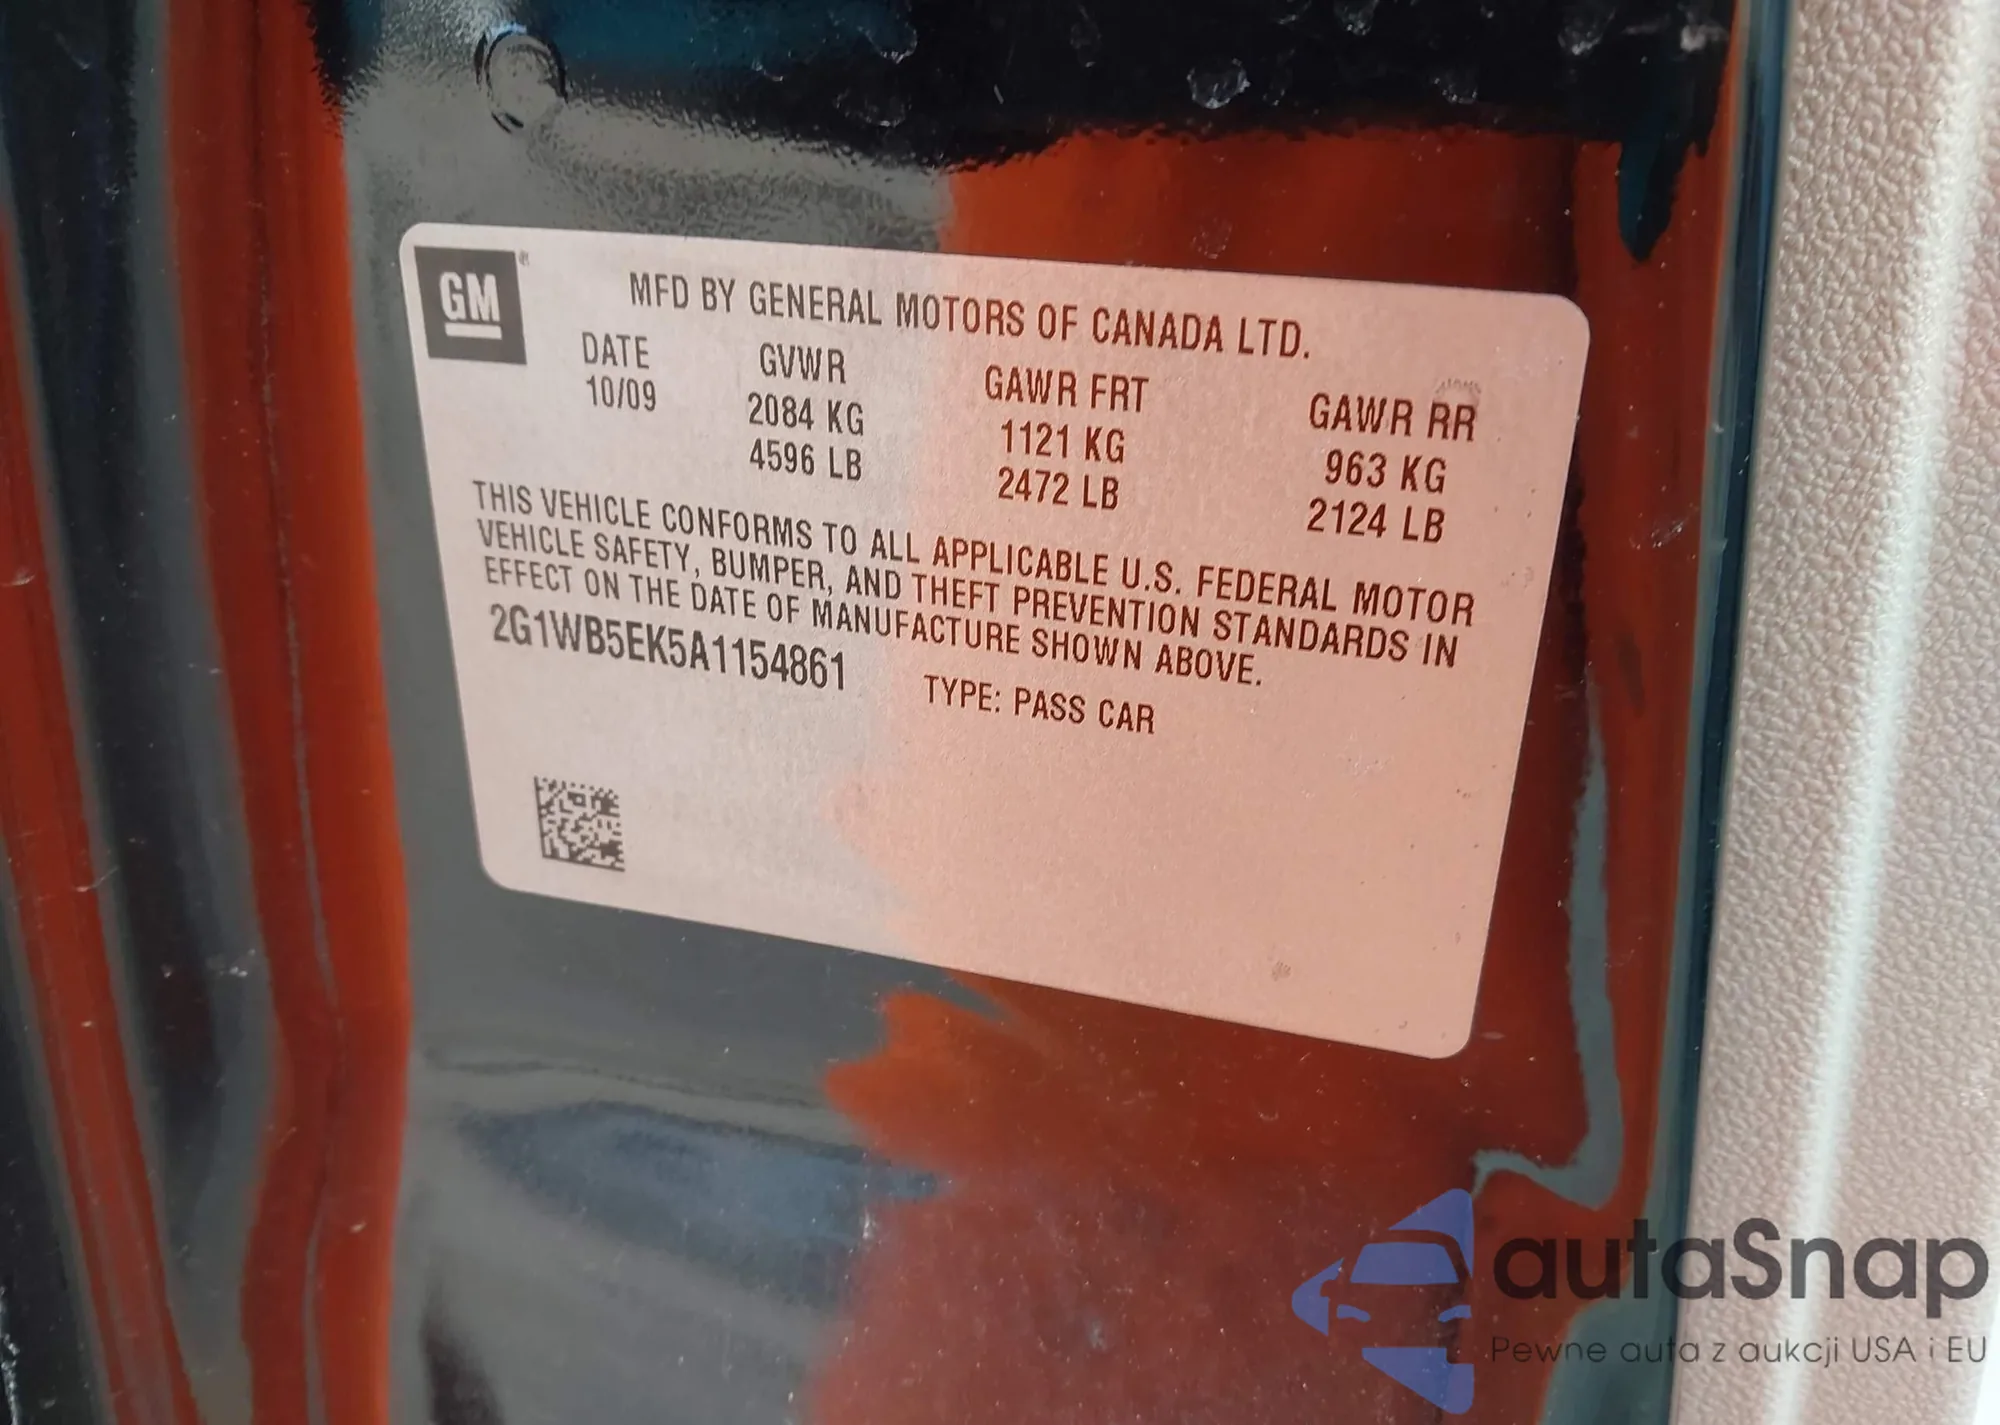 GM
MFD BY GENERAL MOTORS OF CANADA LTD.
DATE GVWR GAWR FRT GAWR RR
10/09 2084 KG 1121 KG 963 KG
4596 LB 2472 LB 2124 LB
THIS VEHICLE CONFORMS TO ALL APPLICABLE U.S. FEDERAL MOTOR
VEHICLE SAFETY, BUMPER, AND THEFT PREVENTION STANDARDS IN
EFFECT ON THE DATE OF MANUFACTURE SHOWN ABOVE.
2G1WB5EK5A1154861 TYPE: PASS CAR
autaSnap
Pewne auta z aukcji USA i EU